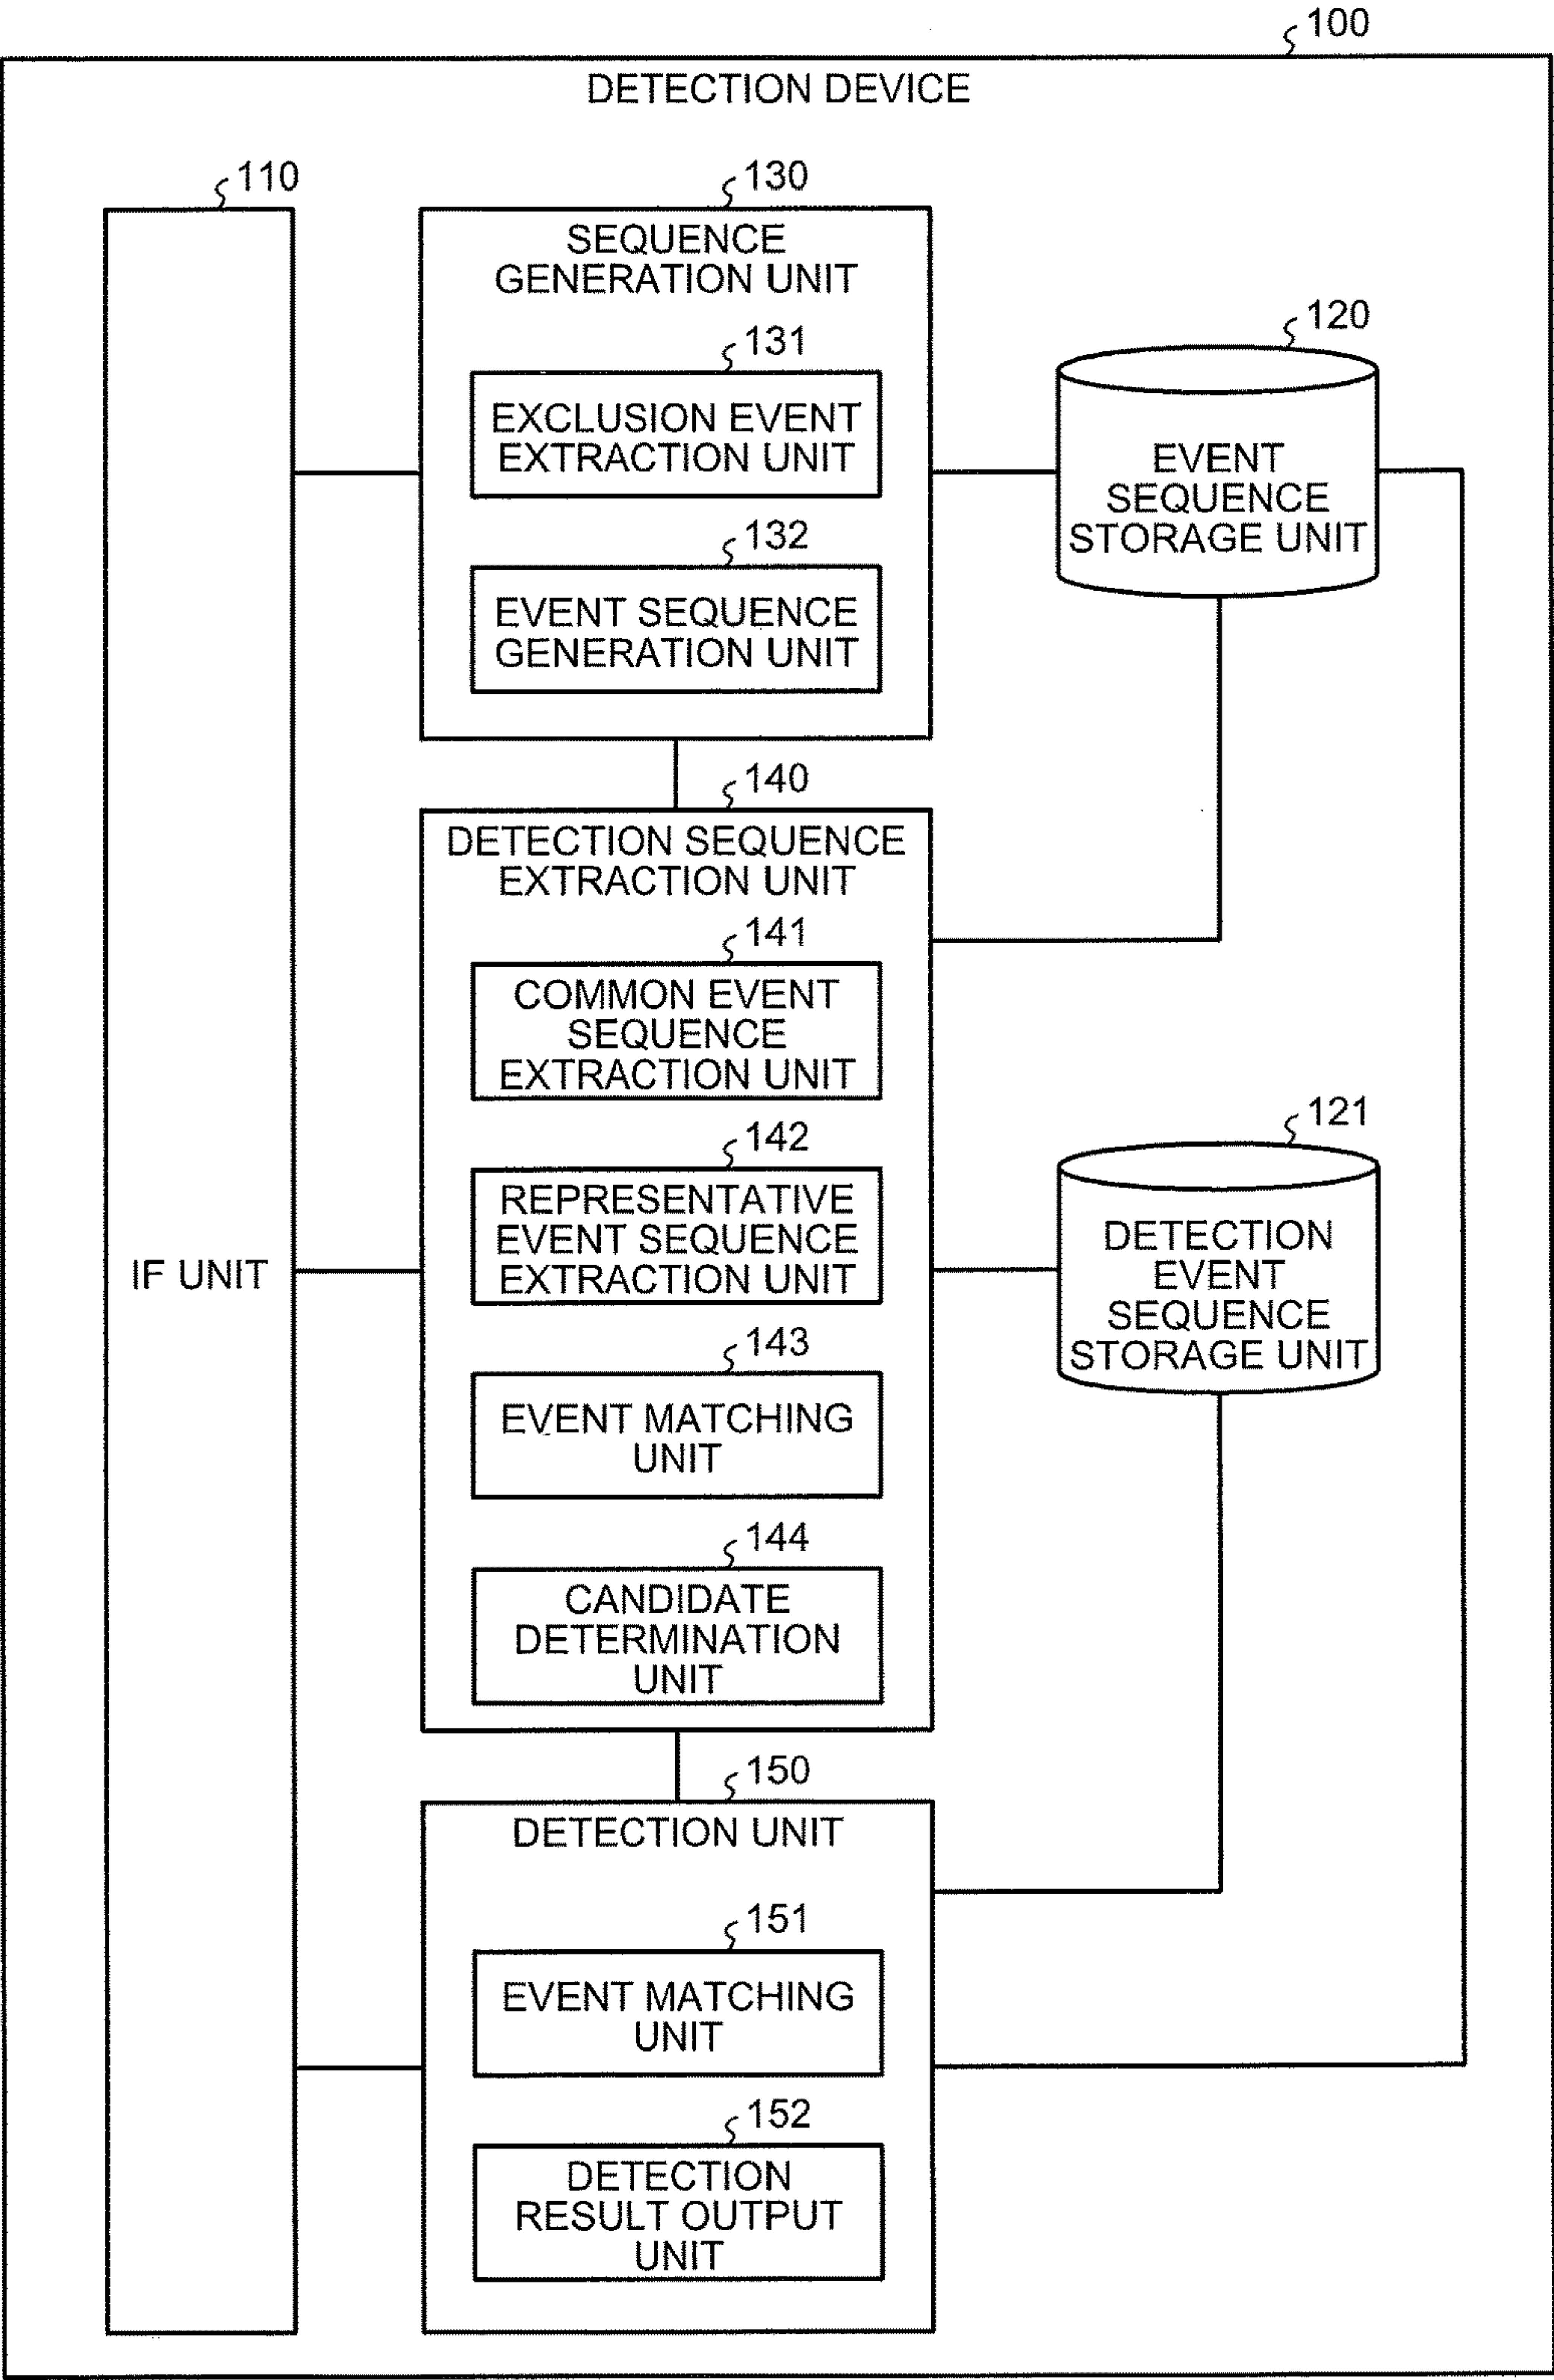 100
DETECTION DEVICE
110
IF UNIT
130
SEQUENCE
GENERATION UNIT
131
EXCLUSION EVENT
EXTRACTION UNIT
132
EVENT SEQUENCE
GENERATION UNIT
120
EVENT
SEQUENCE
STORAGE UNIT
140
DETECTION SEQUENCE
EXTRACTION UNIT
141
COMMON EVENT
SEQUENCE
EXTRACTION UNIT
142
REPRESENTATIVE
EVENT SEQUENCE
EXTRACTION UNIT
143
EVENT MATCHING
UNIT
144
CANDIDATE
DETERMINATION
UNIT
121
DETECTION
EVENT
SEQUENCE
STORAGE UNIT
150
DETECTION UNIT
151
EVENT MATCHING
UNIT
152
DETECTION
RESULT OUTPUT
UNIT